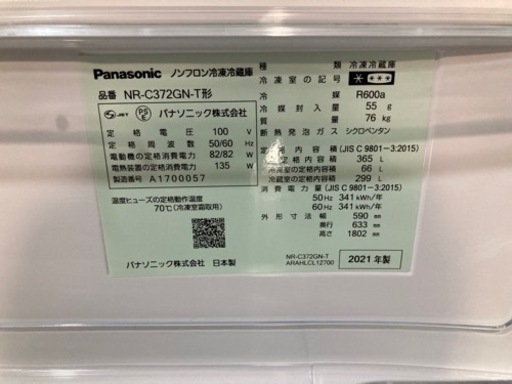 Panasonic ノンフロン冷凍冷蔵庫
品番 NR-C372GN-T形
JET PSE パナソニック株式会社
定格電圧 100 V
定格周波数 50/60 Hz
電動機の定格消費電力 82/82 W
電熱装置の定格消費電力 135 W
製造番号 A1700057
温度ヒューズの定格動作温度
70℃(冷凍室霜取用)
パナソニック株式会社 日本製
種類 冷凍冷蔵庫
冷凍室の記号
冷媒 R600a
冷媒封入量 55 g
質量 76 kg
断熱発泡ガス シクロペンタン
定格内容積 (JIS C 9801-3:2015)
定格内容積 365 L
冷凍室の定格内容積 66 L
冷蔵室の定格内容積 299 L
消費電力量 (JIS C 9801-3:2015)
50 Hz 341 kWh/年
60 Hz 341 kWh/年
外形寸法 幅 590 mm
奥行 633 mm
高さ 1802 mm
NR-C372GN-T
ARAHLCL12700
2021年製